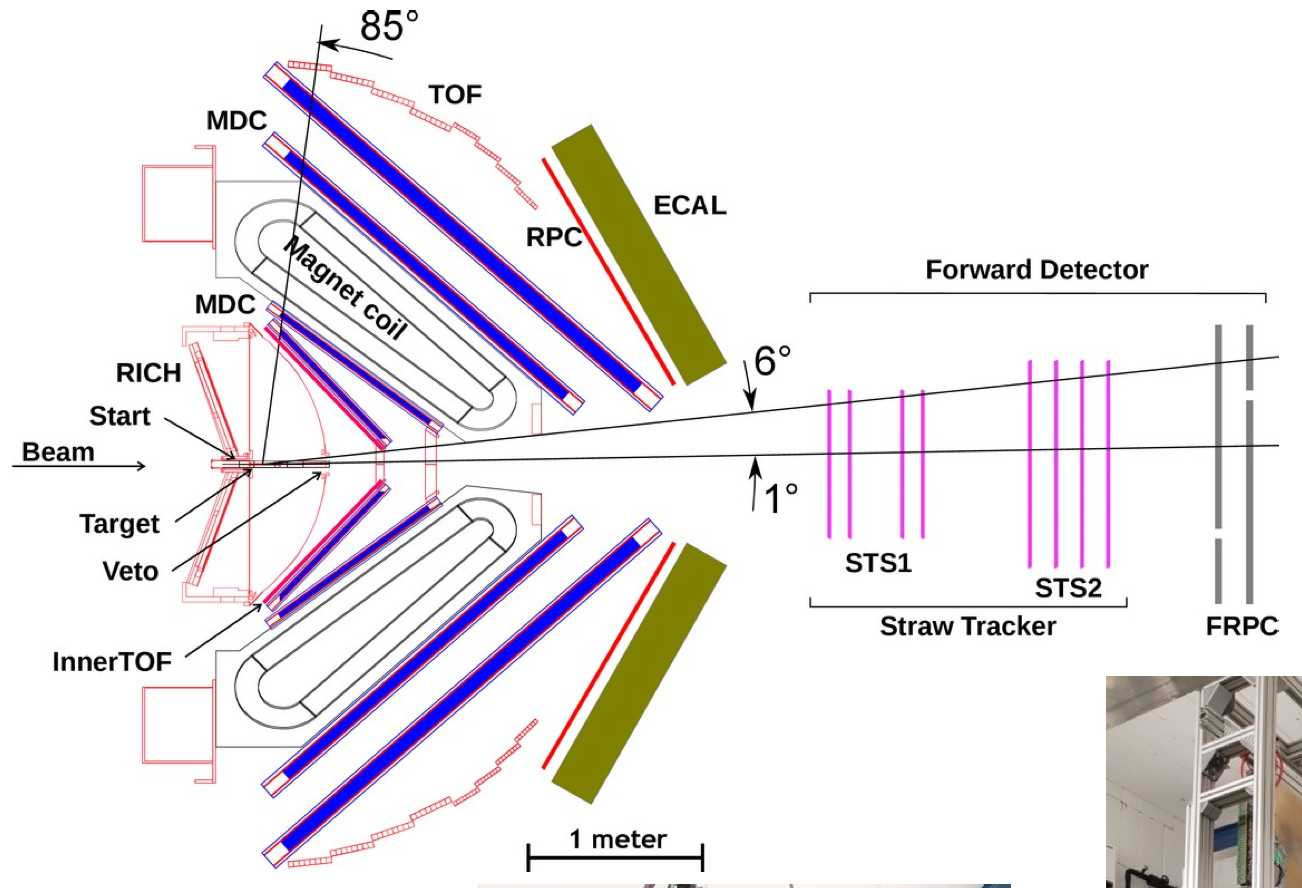 85°
TOF
MDC
ECAL
RPC
Magnet coil
Forward Detector
MDC
6°
RICH
Start
Beam
1°
Target
STS1
Veto
STS2
Straw Tracker
FRPC
InnerTOF
1 meter